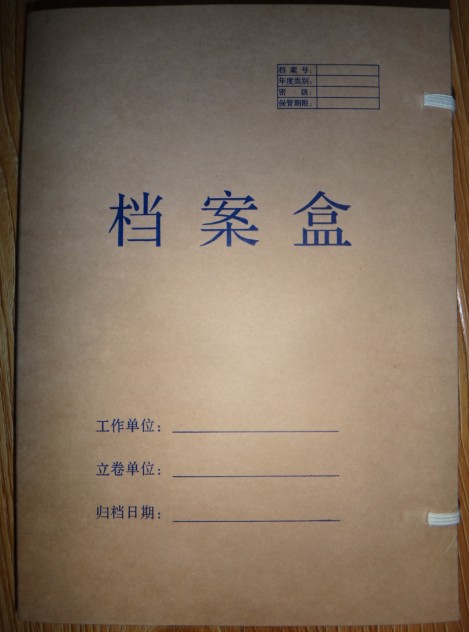 档案号：
年度类别：
密级：
保管期限：
档案盒
工作单位：
立卷单位：
归档日期：